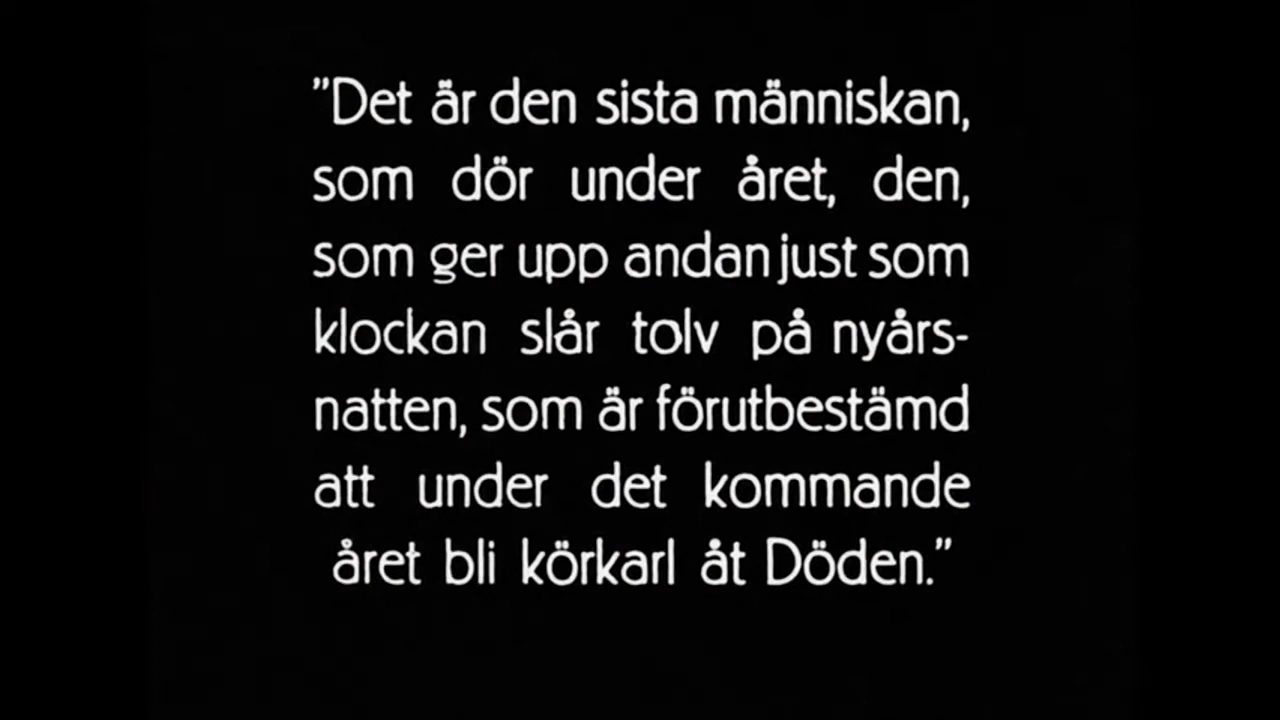 ”Det är den sista människan,
som dör under året, den,
som ger upp andan just som
klockan slår tolv på nyårs-
natten, som är förutbestämd
att under det kommande
året bli körkarl åt Döden.”